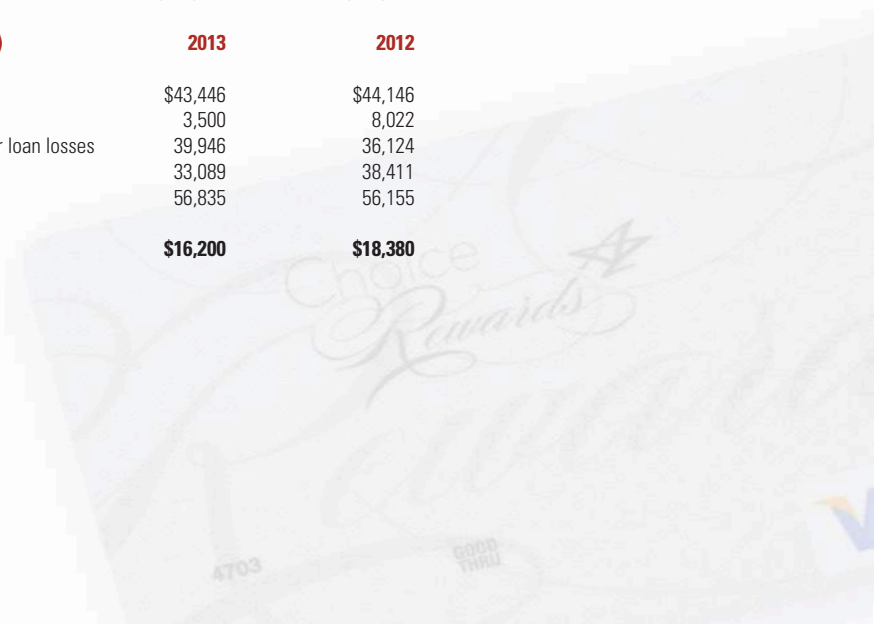 ) 2013 2012
$43,446 $44,146
3,500 8,022
loan losses 39,946 36,124
33,089 38,411
56,835 56,155
$16,200 $18,380
Choice
Rewards
Rewards
4703
GOOD
THRU